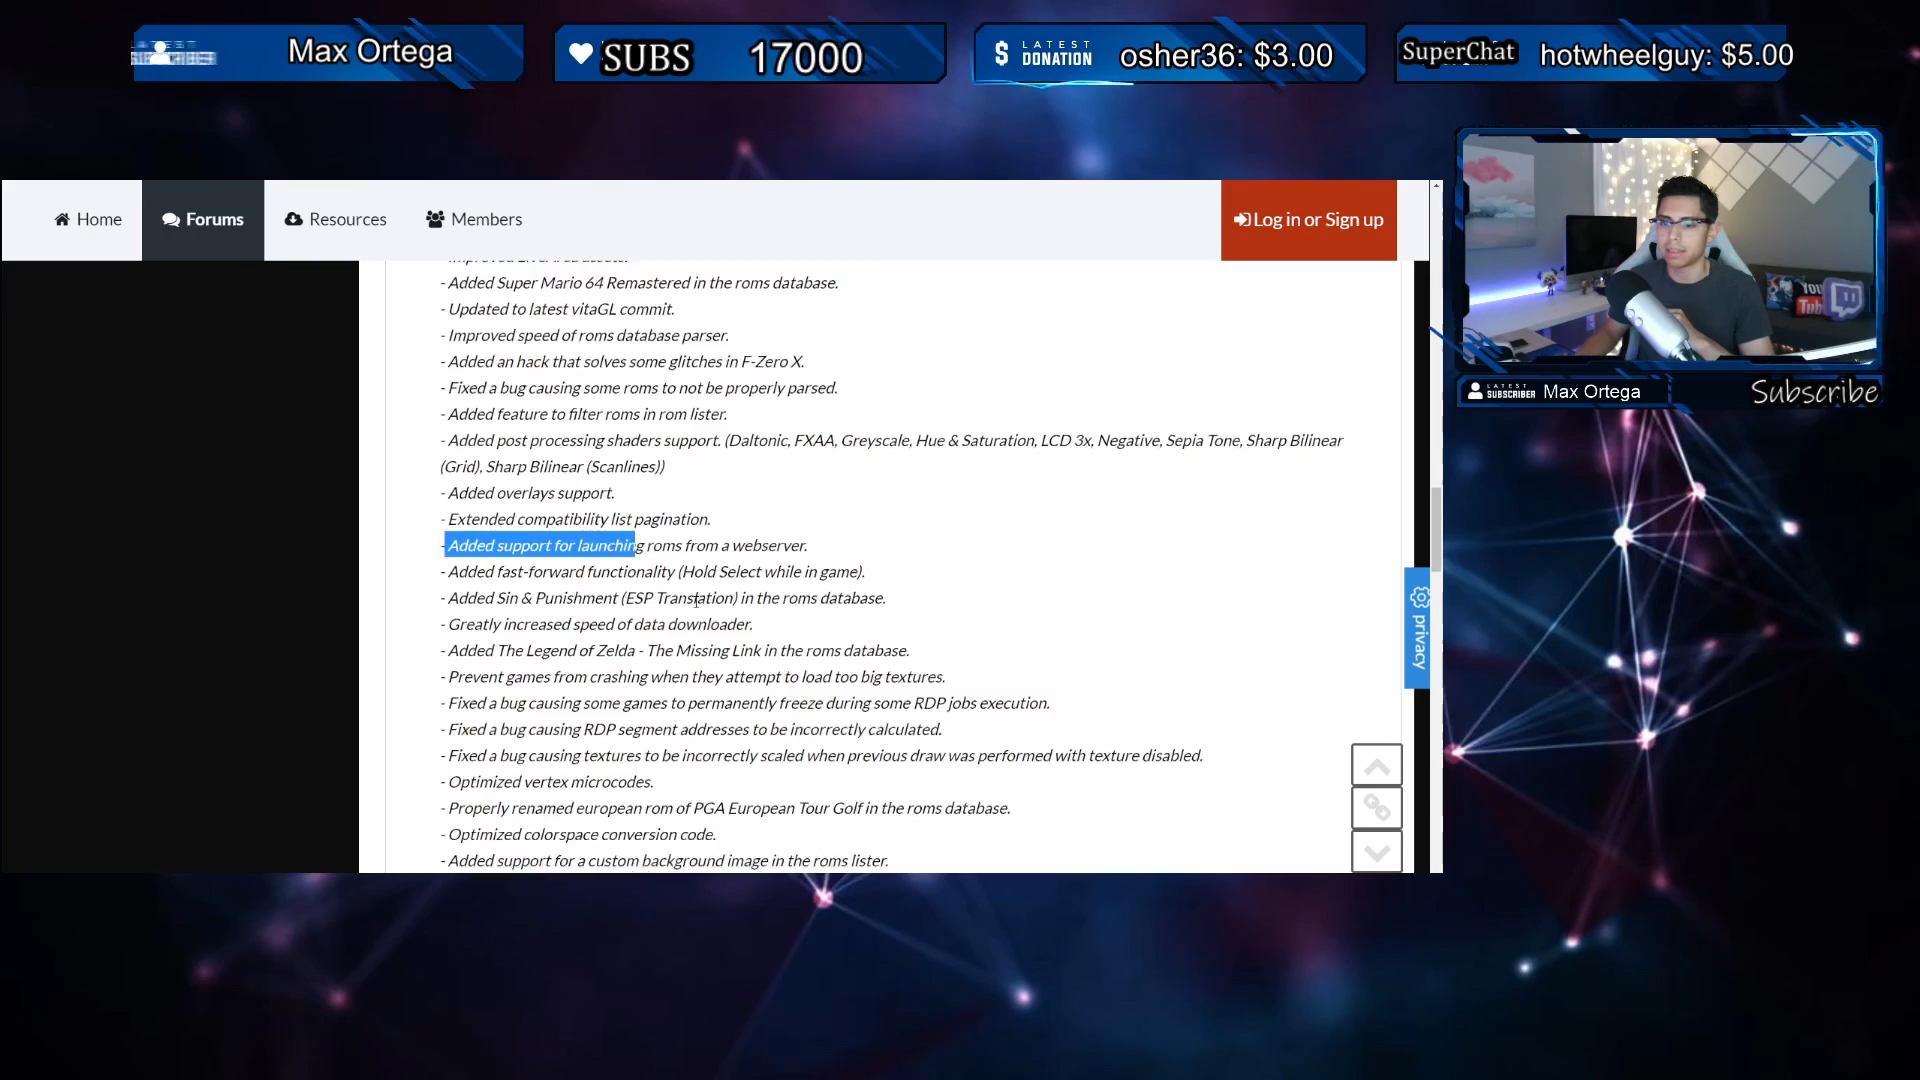 Max Ortega
SUBS 17000
LATEST DONATION osher36: $3.00
SuperChat hotwheelguy: $5.00
Home Forums Resources Members Log in or Sign up
- Added Super Mario 64 Remastered in the roms database.
- Updated to latest vitaGL commit.
- Improved speed of roms database parser.
- Added an hack that solves some glitches in F-Zero X.
- Fixed a bug causing some roms to not be properly parsed.
- Added feature to filter roms in rom lister.
- Added post processing shaders support. (Daltonic, FXAA, Greyscale, Hue & Saturation, LCD 3x, Negative, Sepia Tone, Sharp Bilinear
(Grid), Sharp Bilinear (Scanlines))
- Added overlays support.
- Extended compatibility list pagination.
- Added support for launching roms from a webserver.
- Added fast-forward functionality (Hold Select while in game).
- Added Sin & Punishment (ESP Translation) in the roms database.
- Greatly increased speed of data downloader.
- Added The Legend of Zelda - The Missing Link in the roms database.
- Prevent games from crashing when they attempt to load too big textures.
- Fixed a bug causing some games to permanently freeze during some RDP jobs execution.
- Fixed a bug causing RDP segment addresses to be incorrectly calculated.
- Fixed a bug causing textures to be incorrectly scaled when previous draw was performed with texture disabled.
- Optimized vertex microcodes.
- Properly renamed european rom of PGA European Tour Golf in the roms database.
- Optimized colorspace conversion code.
- Added support for a custom background image in the roms lister.
privacy
You
Tub
LATEST SUBSCRIBER Max Ortega
Subscribe